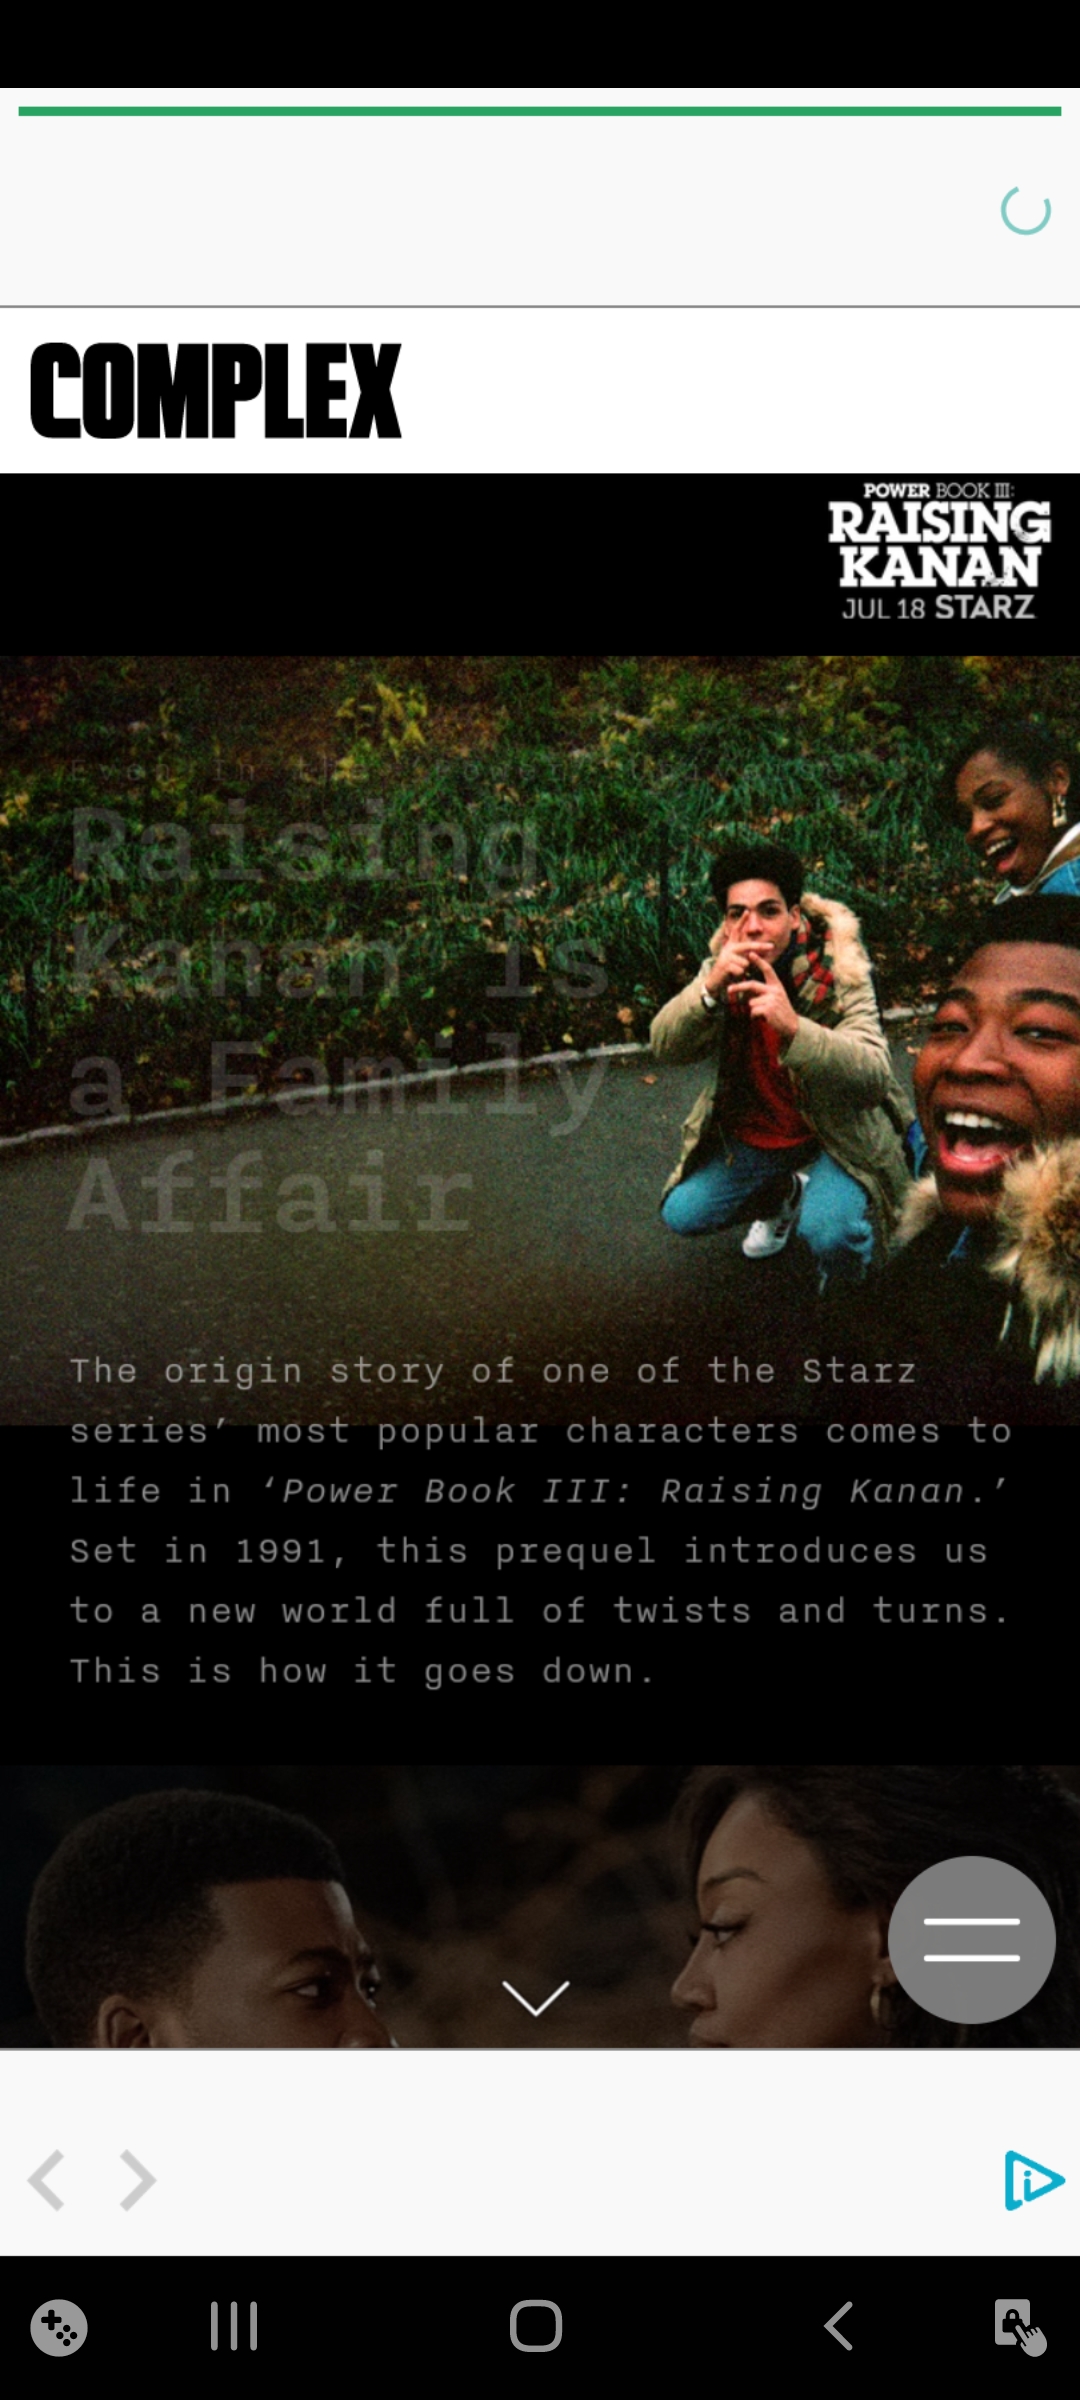 COMPLEX
POWER BOOK III:
RAISING
KANAN
JUL 18 STARZ
Even in the 'Power' Universe
Raising
Kanan is
a Family
Affair
The origin story of one of the Starz
series’ most popular characters comes to
life in ‘Power Book III: Raising Kanan.’
Set in 1991, this prequel introduces us
to a new world full of twists and turns.
This is how it goes down.